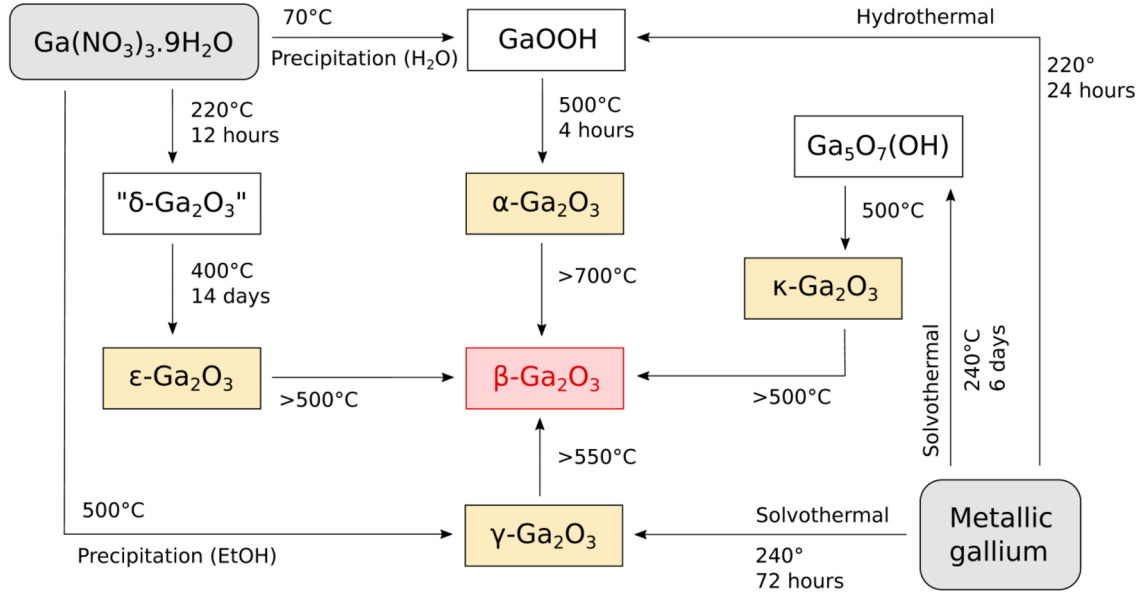 Ga(NO₃)₃.9H₂O
70°C
Precipitation (H₂O)
GaOOH
Hydrothermal
220°
24 hours
220°C
12 hours
500°C
4 hours
Ga₅O₇(OH)
"δ-Ga₂O₃"
α-Ga₂O₃
500°C
400°C
14 days
>700°C
κ-Ga₂O₃
Solvothermal
240°C
6 days
ε-Ga₂O₃
>500°C
β-Ga₂O₃
>500°C
>550°C
500°C
Precipitation (EtOH)
γ-Ga₂O₃
Solvothermal
240°
72 hours
Metallic
gallium